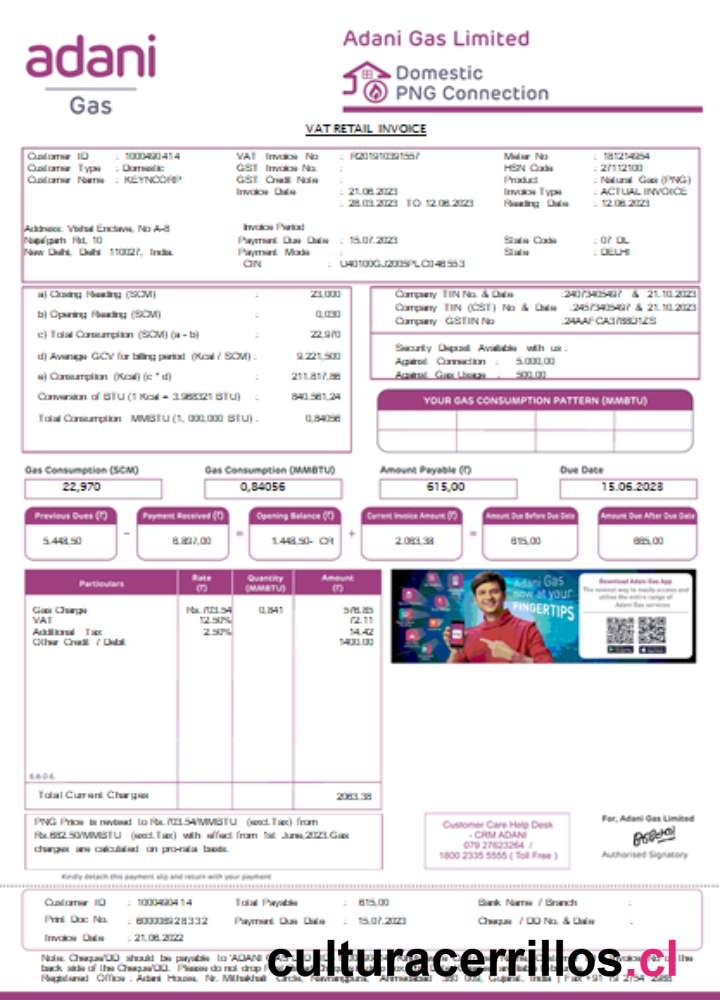 adani
Gas
Adani Gas Limited
Domestic
PNG Connection
VAT RETAIL INVOICE
Customer ID : 1000490414
Customer Type : Domestic
Customer Name : KEYNCORP
VAT Invoice No : R201910391557
GST Invoice No. :
GST Credit Note :
Invoice Date : 21.06.2023
: 28.03.2023 TO 12.06.2023
Meter No : 181214954
HSN Code : 27112100
Product : Natural Gas (PNG)
Invoice Type : ACTUAL INVOICE
Reading Date : 12.06.2023
Address: Vishal Enclave, No A-8
Najafgarh Rd, 10
New Delhi, Delhi 110027, India.
Invoice Period
Payment Due Date : 15.07.2023
Payment Mode :
CIN :
State Code : 07 DL
State : DELHI
a) Closing Reading (SCM) : 23,000
b) Opening Reading (SCM) : 0,030
c) Total Consumption (SCM) (a - b) 22,970
d) Average GCV for billing period (Kcal / SCM) : 9.221,500
e) Consumption (Kcal) (c * d) : 211.817,86
Conversion of BTU (1 Kcal = 3.968321 BTU) : 840.561,24
Total Consumption MMBTU (1, 000,000 BTU) : 0,84056
Company TIN No. & Date :24073405497 & 21.10.2023
Company TIN (CST) No & Date :24573405497 & 21.10.2023
Company GSTIN No
Security Deposit Available with us :
Against Connection : 5.000,00
Against Gas Usage : 500,00
YOUR GAS CONSUMPTION PATTERN (MMBTU)
Gas Consumption (SCM)
22,970
Gas Consumption (MMBTU)
0,84056
Amount Payable (₹)
615,00
Due Date
15.06.2023
Previous Dues (₹)
5.448,50
-
Payment Received (₹)
6.897,00
=
Opening Balance (₹)
1.448,50- CR
+
Current Invoice Amount (₹)
2.063,38
=
Amount Due Before Due Date
615,00
Amount Due After Due Date
665,00
Particulars Rate (₹) Quantity (MMBTU) Amount (₹)
Gas Charge Rs.703.54 0,841 576.85
VAT 12.50% 72.11
Additional Tax 2.50% 14.42
Other Credit / Debit 1400.00
E.&.O.E.
Total Current Charges 2063.38
Adani Gas
now at your
FINGERTIPS
Download Adani Gas App
The newest way to easily access and
utilise the entire range of
Adani Gas services
PNG Price is revised to Rs.703.54/MMBTU (excl.Tax) from
Rs.682.50/MMBTU (excl.Tax) with effect from 1st June,2023.Gas
charges are calculated on pro-rata basis.
Customer Care Help Desk
- CRM ADANI
079 27623264 /
1800 2335 5555 ( Toll Free )
For, Adani Gas Limited
Authorised Signatory
Kindly detach this payment slip and return with your payment
Customer ID : 1000490414
Print Doc No. : 600008928332
Invoice Date : 21.06.2022
Total Payable : 615,00
Payment Due Date : 15.07.2023
Bank Name / Branch :
Cheque / DD No. & Date :
Note: Cheque/DD should be payable to 'ADANI
back side of the Cheque/DD. Please do not drop
Registered Office : Adani House, Nr. Mithakhali Circle, Navrangpura, Ahmedabad 380 009, Gujarat, India | Fax +91 79 2754 2988
culturacerrillos.cl